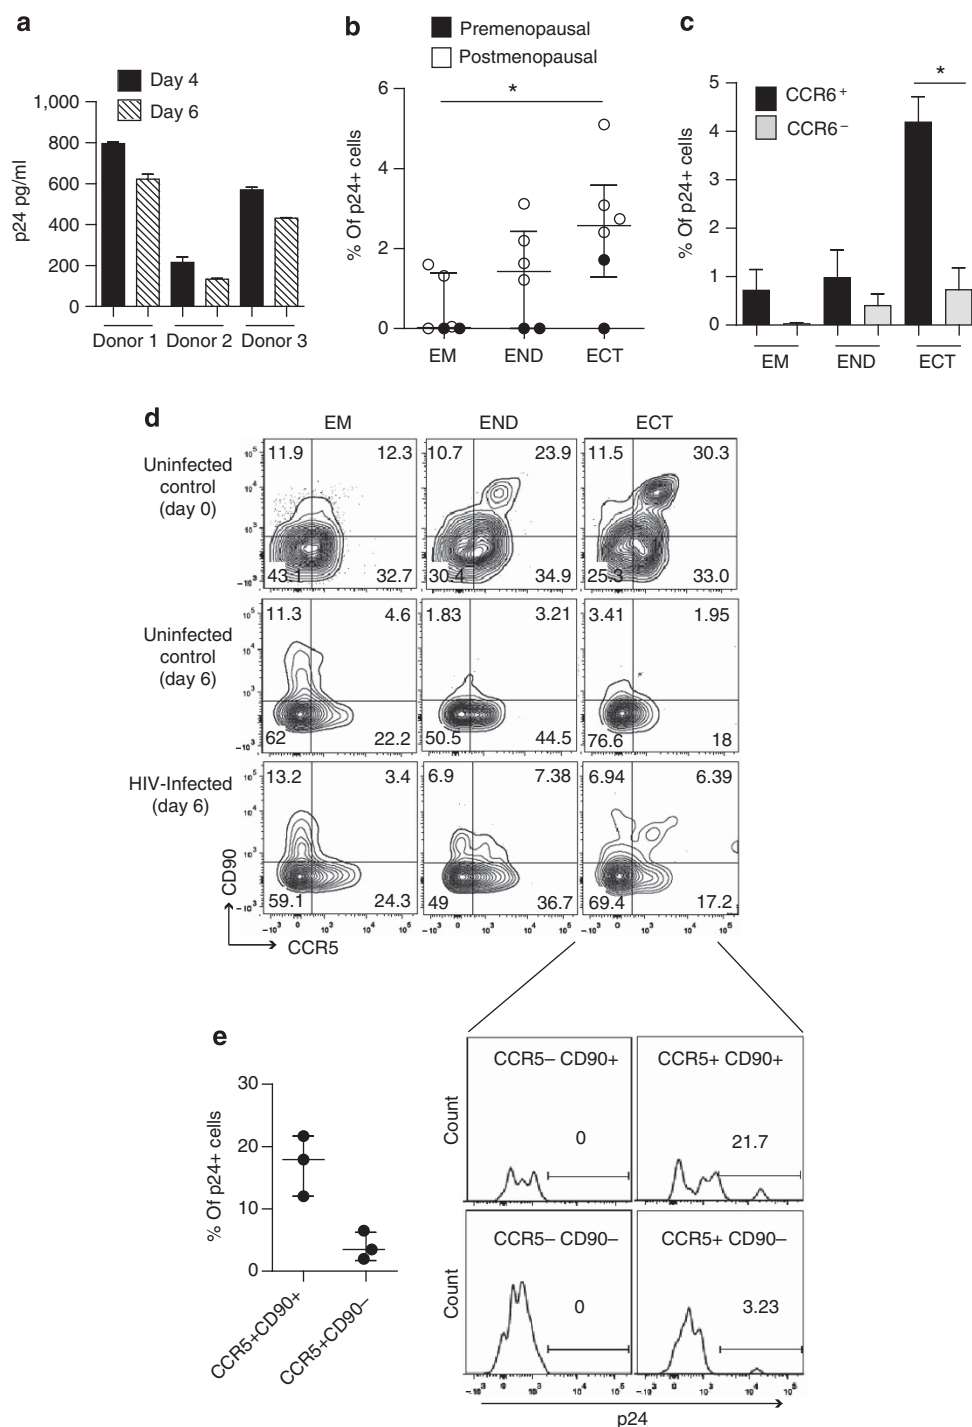 a
Day 4
Day 6
p24 pg/ml
1,000
800
600
400
200
0
Donor 1 Donor 2 Donor 3
b
Premenopausal
Postmenopausal
% Of p24+ cells
6
4
2
0
*
EM END ECT
c
CCR6+
CCR6–
% Of p24+ cells
5
4
3
2
1
0
*
EM END ECT
d
EM END ECT
Uninfected
control
(day 0)
11.9 12.3 10.7 23.9 11.5 30.3
43.1 32.7 30.4 34.9 25.3 33.0
Uninfected
control
(day 6)
11.3 4.6 1.83 3.21 3.41 1.95
62 22.2 50.5 44.5 76.6 18
HIV-Infected
(day 6)
13.2 3.4 6.9 7.38 6.94 6.39
59.1 24.3 49 36.7 69.4 17.2
CD90
CCR5
e
% Of p24+ cells
30
20
10
0
CCR5+CD90+
CCR5+CD90–
CCR5– CD90+ CCR5+ CD90+
Count
0 21.7
CCR5– CD90– CCR5+ CD90–
Count
0 3.23
p24